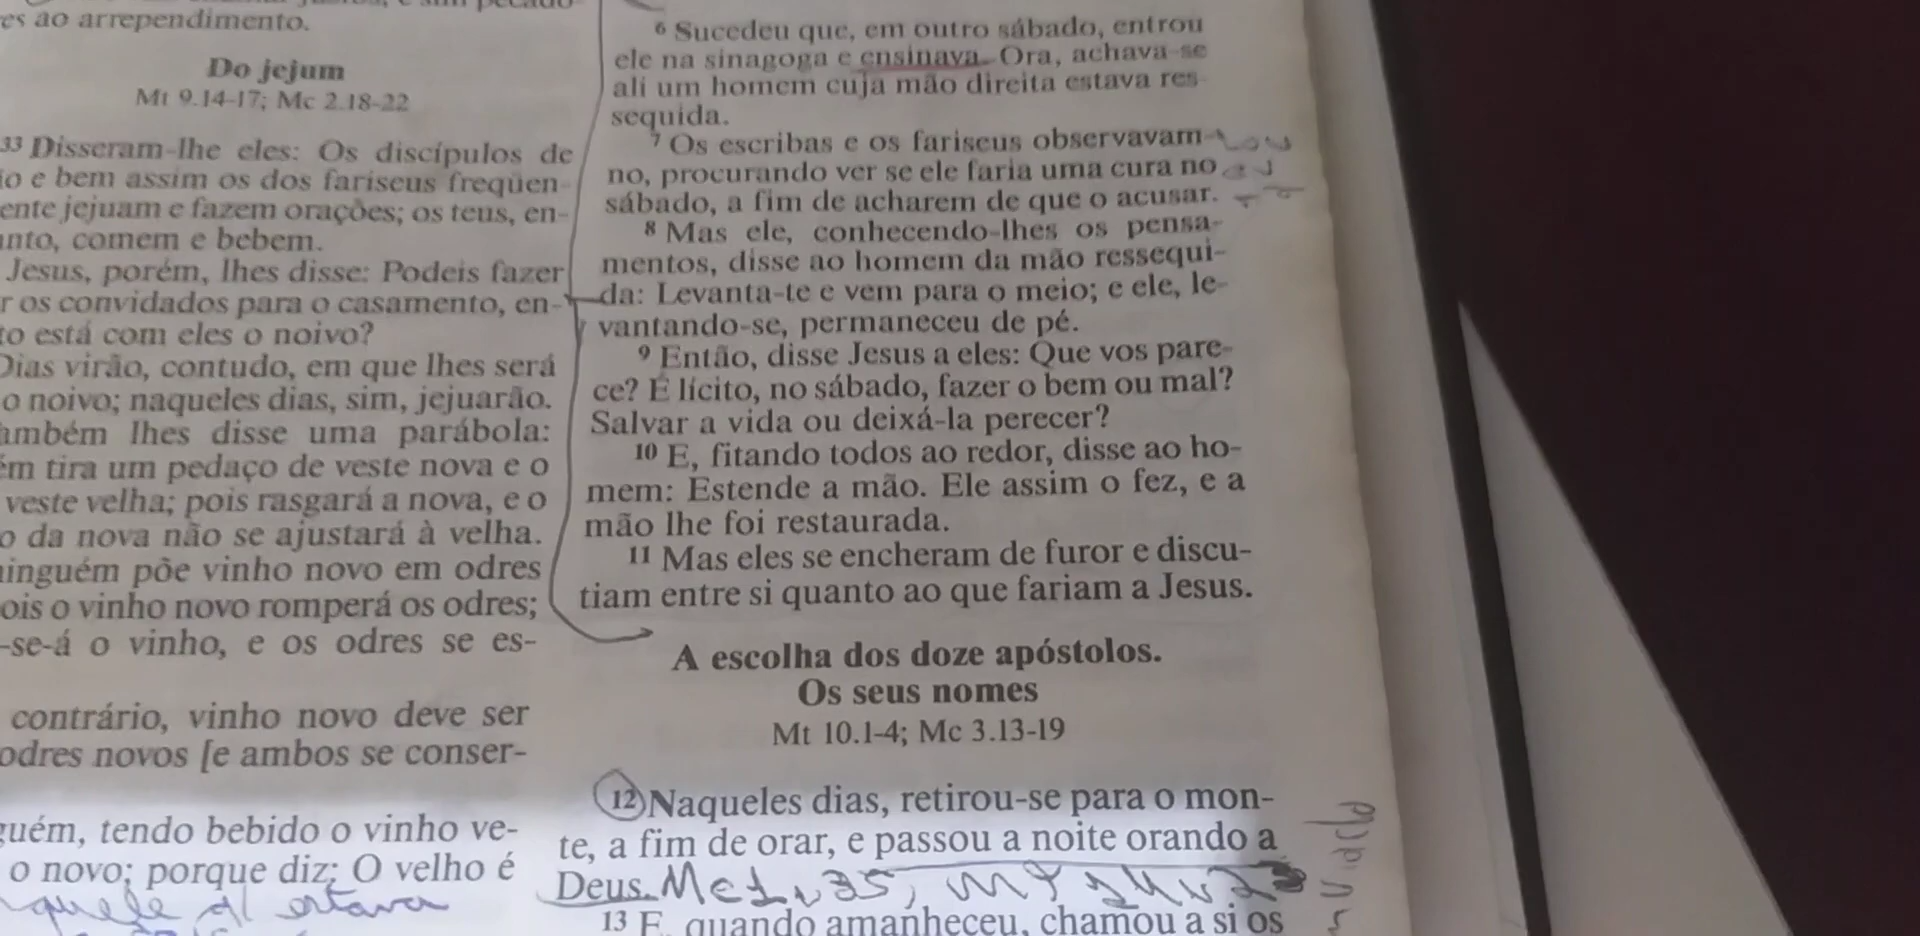 es ao arrependimento.
Do jejum
Mt 9.14-17; Mc 2.18-22
33 Disseram-lhe eles: Os discípulos de
o e bem assim os dos fariseus freqüen-
ente jejuam e fazem orações; os teus, en-
nto, comem e bebem.
Jesus, porém, lhes disse: Podeis fazer
r os convidados para o casamento, en-
to está com eles o noivo?
Dias virão, contudo, em que lhes será
o noivo; naqueles dias, sim, jejuarão.
ambém lhes disse uma parábola:
ém tira um pedaço de veste nova e o
veste velha; pois rasgará a nova, e o
o da nova não se ajustará à velha.
ninguém põe vinho novo em odres
ois o vinho novo romperá os odres;
-se-á o vinho, e os odres se es-
contrário, vinho novo deve ser
odres novos [e ambos se conser-
guém, tendo bebido o vinho ve-
o novo; porque diz: O velho é
estava
6 Sucedeu que, em outro sábado, entrou
ele na sinagoga e ensinava. Ora, achava-se
ali um homem cuja mão direita estava res-
sequida.
7 Os escribas e os fariseus observavam-
no, procurando ver se ele faria uma cura no
sábado, a fim de acharem de que o acusar.
8 Mas ele, conhecendo-lhes os pensa-
mentos, disse ao homem da mão ressequi-
da: Levanta-te e vem para o meio; e ele, le-
vantando-se, permaneceu de pé.
9 Então, disse Jesus a eles: Que vos pare-
ce? É lícito, no sábado, fazer o bem ou mal?
Salvar a vida ou deixá-la perecer?
10 E, fitando todos ao redor, disse ao ho-
mem: Estende a mão. Ele assim o fez, e a
mão lhe foi restaurada.
11 Mas eles se encheram de furor e discu-
tiam entre si quanto ao que fariam a Jesus.
A escolha dos doze apóstolos.
Os seus nomes
Mt 10.1-4; Mc 3.13-19
12 Naqueles dias, retirou-se para o mon-
te, a fim de orar, e passou a noite orando a
Deus. Mc 1, 35,
13 E, quando amanheceu, chamou a si os